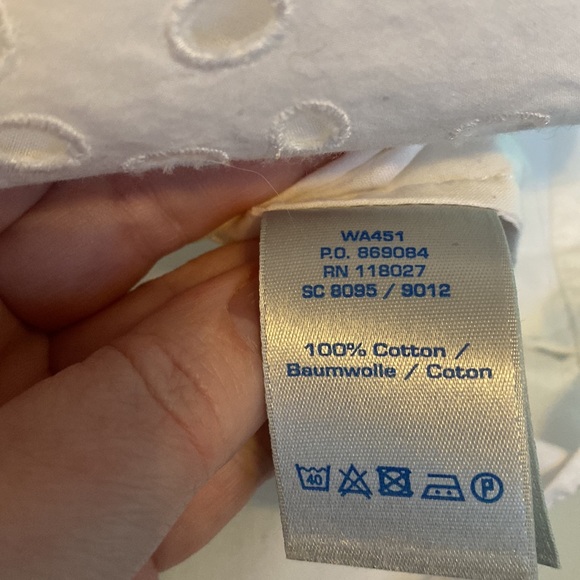 WA451
P.O. 869084
RN 118027
SC 8095 / 9012
100% Cotton /
Baumwolle / Coton
40 P